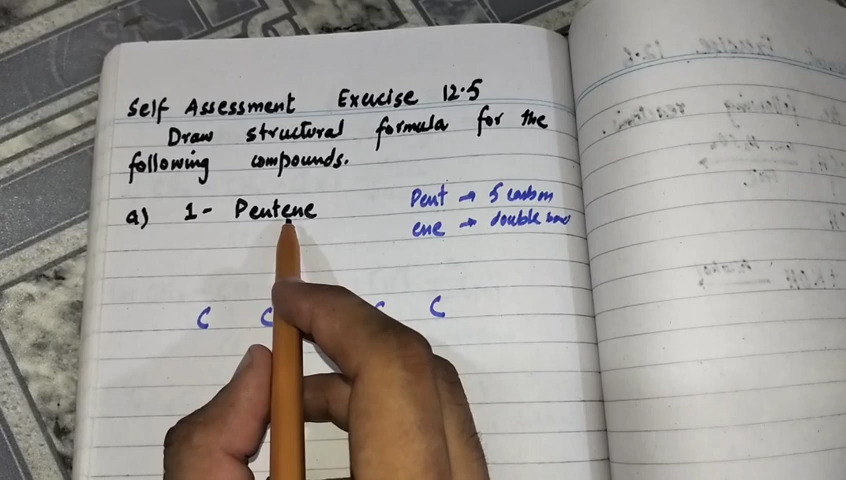 Self Assessment Exercise 12.5
Draw structural formula for the
following compounds.
a) 1- Pentene
Pent → 5 carbon
ene → double
C C C C